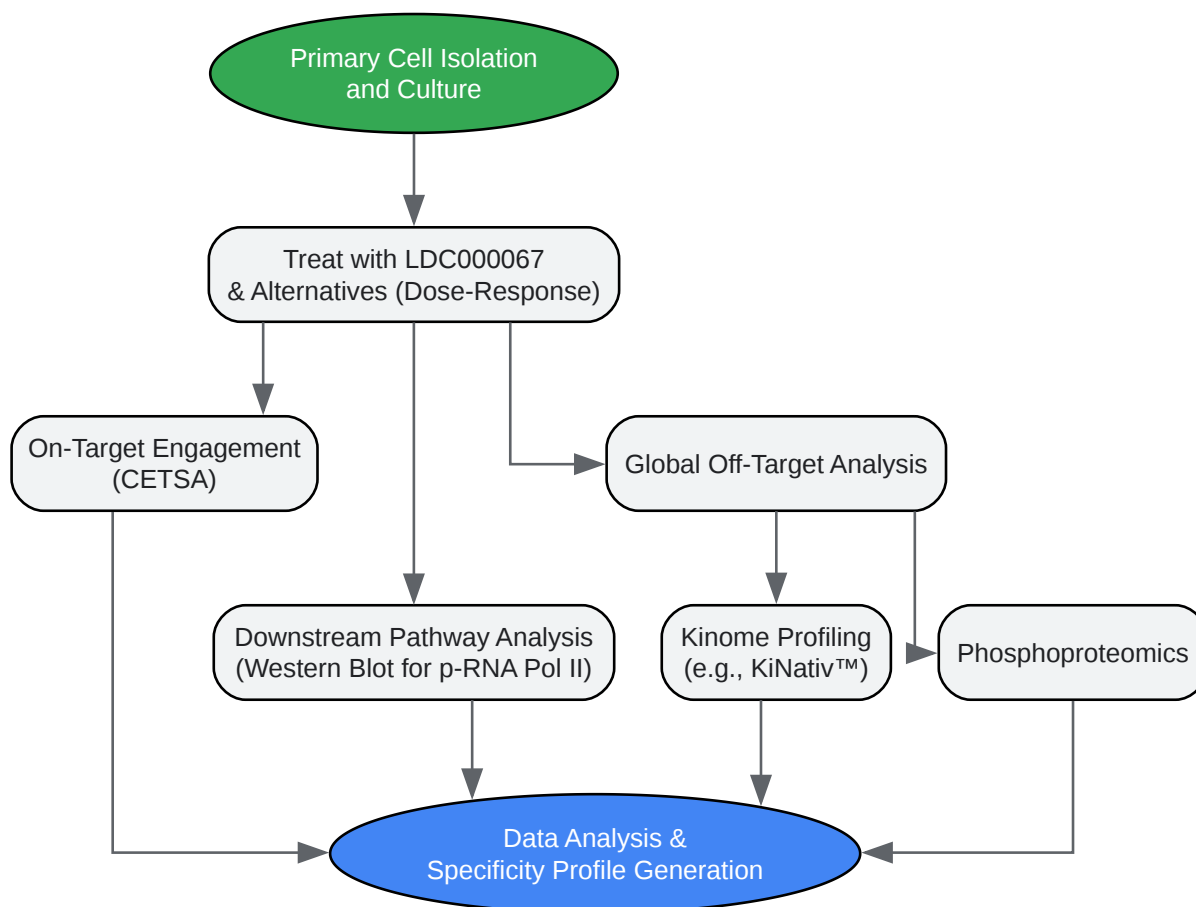 Primary Cell Isolation
and Culture
Treat with LDC000067
& Alternatives (Dose-Response)
On-Target Engagement
(CETSA)
Global Off-Target Analysis
Downstream Pathway Analysis
(Western Blot for p-RNA Pol II)
Kinome Profiling
(e.g., KiNativ™)
Phosphoproteomics
Data Analysis &
Specificity Profile Generation